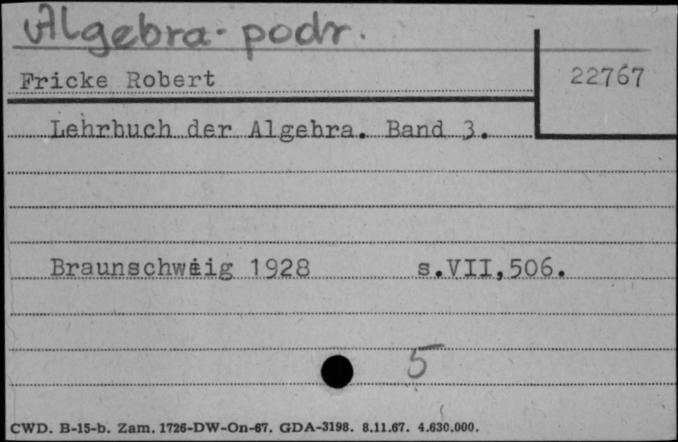 Algebra-podr.
Fricke Robert
22767
Lehrbuch der Algebra. Band 3.
Braunschweig 1928 s.VII,506.
5
CWD. B-15-b. Zam. 1726-DW-On-67. GDA-3198. 8.11.67. 4.630.000.